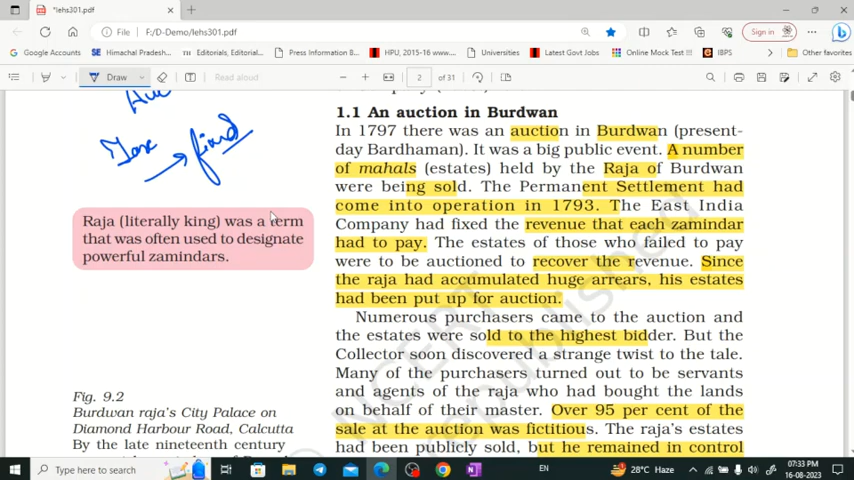 *lehs301.pdf
File
F:/D-Demo/lehs301.pdf
Sign in
Google Accounts
Himachal Pradesh...
Editorials, Editorial...
Press Information B...
HPU, 2015-16 www....
Universities
Latest Govt Jobs
Online Mock Test !!!
IBPS
Other favorites
Draw
Read aloud
2
of 31
1.1 An auction in Burdwan
In 1797 there was an auction in Burdwan (present-
day Bardhaman). It was a big public event. A number
of mahals (estates) held by the Raja of Burdwan
were being sold. The Permanent Settlement had
come into operation in 1793. The East India
Company had fixed the revenue that each zamindar
had to pay. The estates of those who failed to pay
were to be auctioned to recover the revenue. Since
the raja had accumulated huge arrears, his estates
had been put up for auction.
Numerous purchasers came to the auction and
the estates were sold to the highest bidder. But the
Collector soon discovered a strange twist to the tale.
Many of the purchasers turned out to be servants
and agents of the raja who had bought the lands
on behalf of their master. Over 95 per cent of the
sale at the auction was fictitious. The raja's estates
had been publicly sold, but he remained in control
fixed
Raja (literally king) was a term
that was often used to designate
powerful zamindars.
Fig. 9.2
Burdwan raja's City Palace on
Diamond Harbour Road, Calcutta
By the late nineteenth century
© NCERT
republished
Type here to search
EN
28°C Haze
07:33 PM
16-08-2023